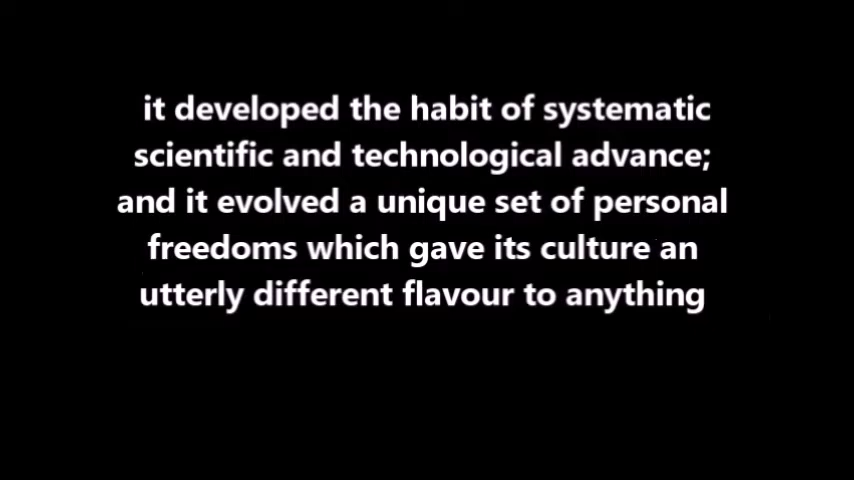 it developed the habit of systematic
scientific and technological advance;
and it evolved a unique set of personal
freedoms which gave its culture an
utterly different flavour to anything